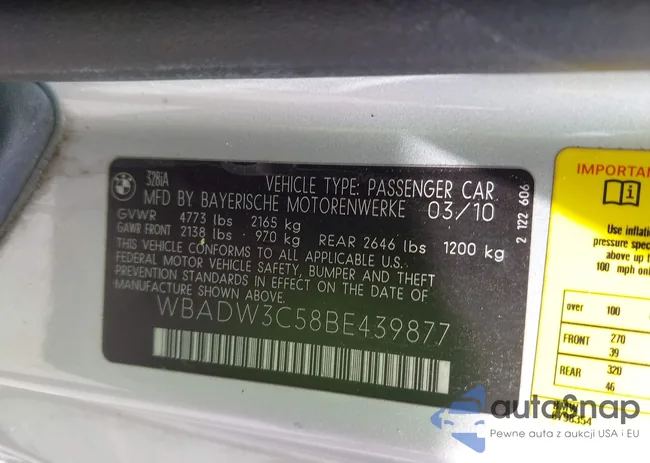 BMW
328iA
VEHICLE TYPE: PASSENGER CAR
MFD BY BAYERISCHE MOTORENWERKE 03/10
GVWR 4773 lbs 2165 kg
GAWR FRONT 2138 lbs 970 kg REAR 2646 lbs 1200 kg
THIS VEHICLE CONFORMS TO ALL APPLICABLE U.S.
FEDERAL MOTOR VEHICLE SAFETY, BUMPER AND THEFT
PREVENTION STANDARDS IN EFFECT ON THE DATE OF
MANUFACTURE SHOWN ABOVE.
WBADW3C58BE439877
2 122 606
IMPORTAN
Use inflati
pressure speci
above up to
100 mph onl
over 100
FRONT 270
39
REAR 320
46
6798354
autoSnap
Pewne auta z aukcji USA i EU